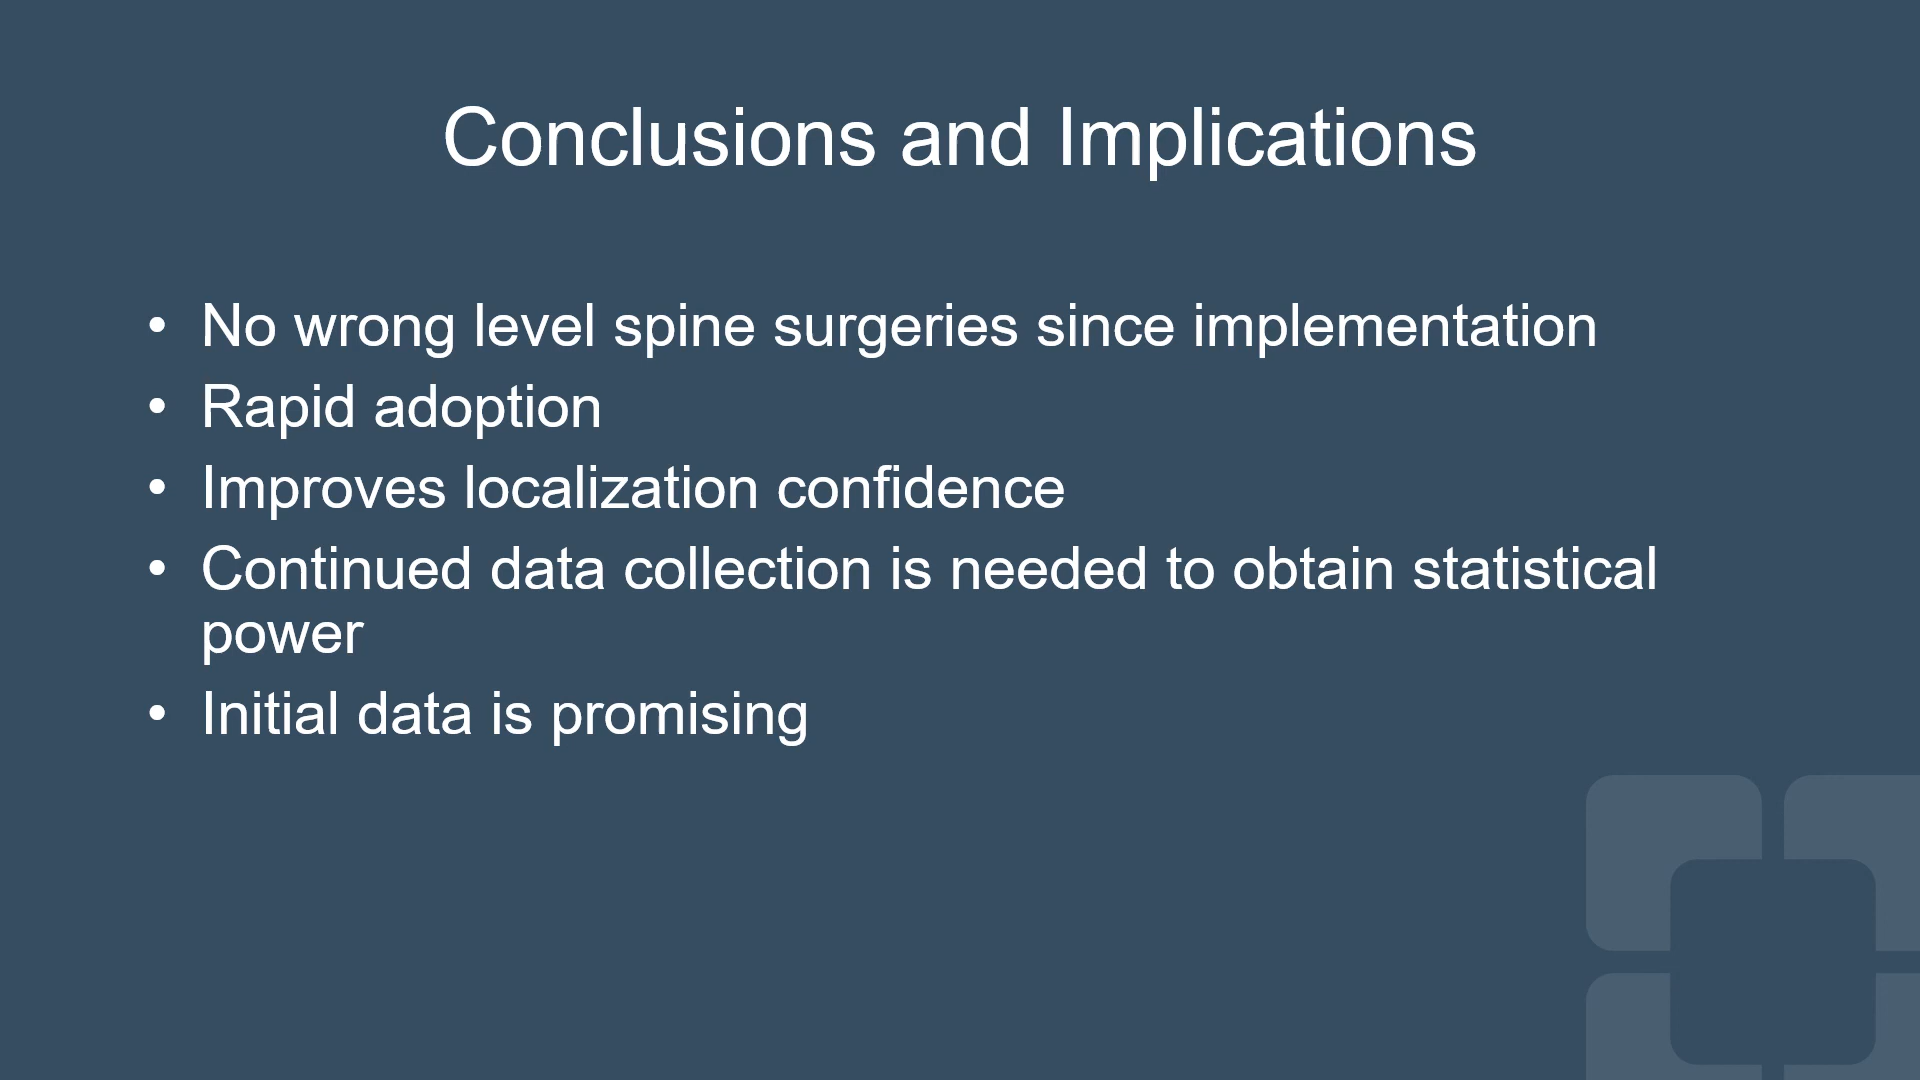 Conclusions and Implications
• No wrong level spine surgeries since implementation
• Rapid adoption
• Improves localization confidence
• Continued data collection is needed to obtain statistical
power
• Initial data is promising